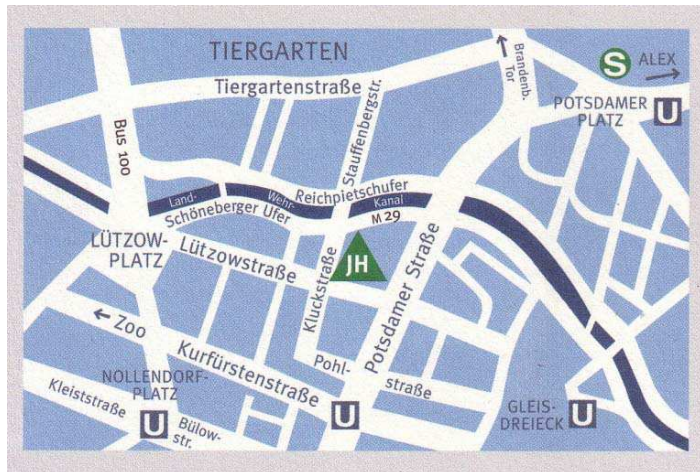 TIERGARTEN
Tiergartenstraße
Stauffenbergstr.
Brandenb.
Tor
S
ALEX
POTSDAMER
PLATZ
U
Bus 100
Reichpietschufer
Land-
Wehr-
Kanal
Schöneberger Ufer
M 29
LÜTZOW-
PLATZ
Lützowstraße
Kluckstraße
JH
Potsdamer Straße
Zoo
Kurfürstenstraße
Pohl-
straße
NOLLENDORF-
PLATZ
Kleiststraße
U
Bülow-
str.
U
GLEIS-
DREIECK
U